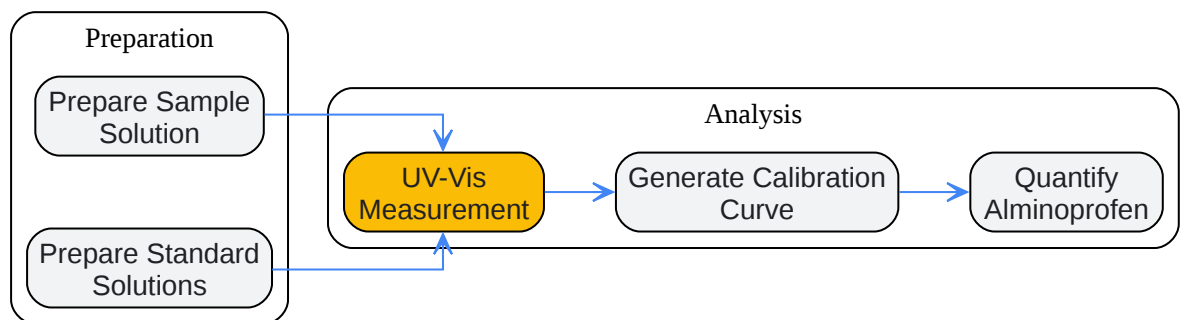 Preparation
Prepare Sample
Solution
Prepare Standard
Solutions
Analysis
UV-Vis
Measurement
Generate Calibration
Curve
Quantify
Alminoprofen